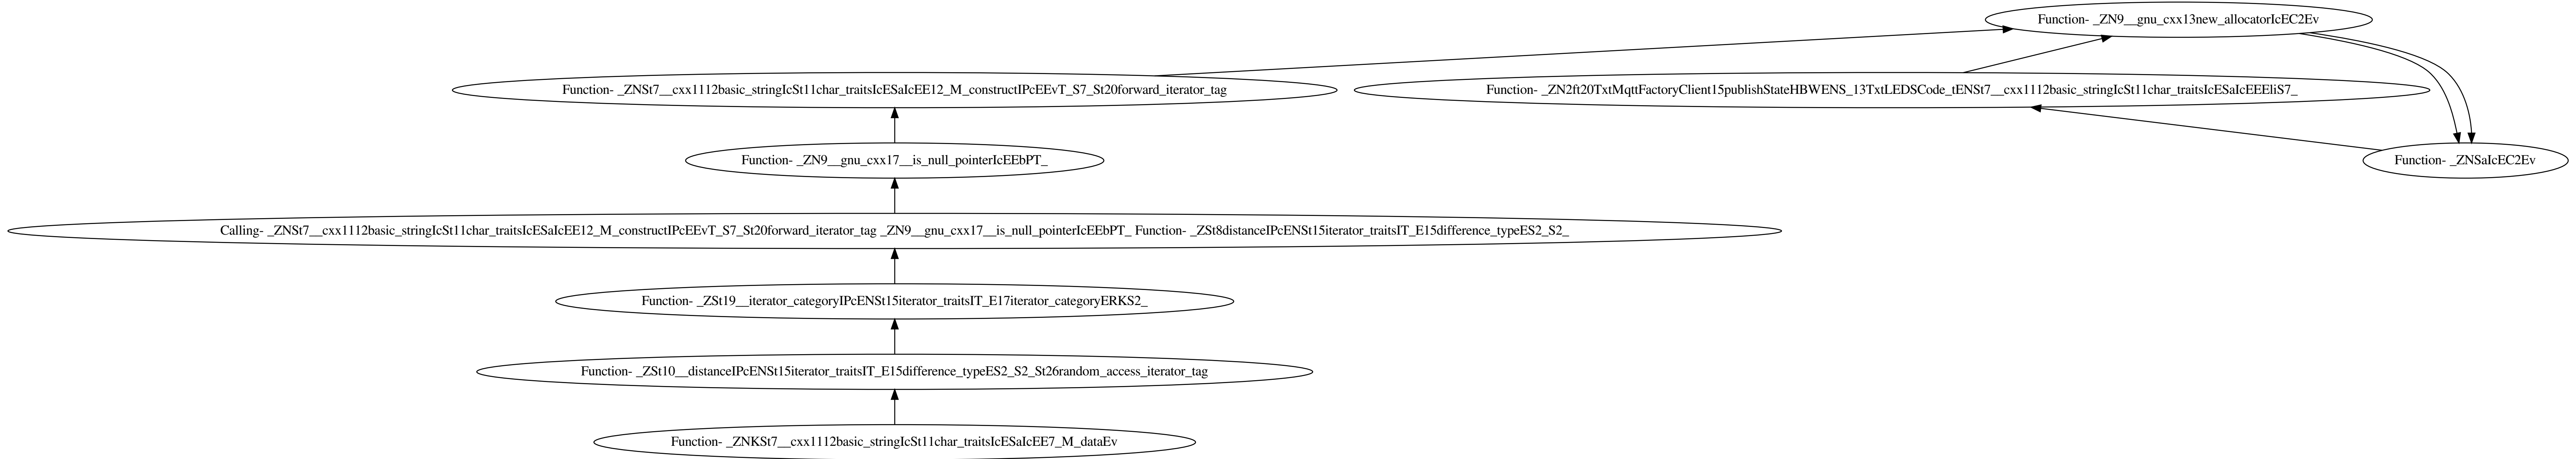 Function- _ZN9__gnu_cxx13new_allocatorIcEC2Ev
Function- _ZNSt7__cxx1112basic_stringIcSt11char_traitsIcESaIcEE12_M_constructIPcEEvT_S7_St20forward_iterator_tag
Function- _ZN2ft20TxtMqttFactoryClient15publishStateHBWENS_13TxtLEDSCode_tENSt7__cxx1112basic_stringIcSt11char_traitsIcESaIcEEEliS7_
Function- _ZN9__gnu_cxx17__is_null_pointerIcEEbPT_
Function- _ZNSaIcEC2Ev
Calling- _ZNSt7__cxx1112basic_stringIcSt11char_traitsIcESaIcEE12_M_constructIPcEEvT_S7_St20forward_iterator_tag _ZN9__gnu_cxx17__is_null_pointerIcEEbPT_ Function- _ZSt8distanceIPcENSt15iterator_traitsIT_E15difference_typeES2_S2_
Function- _ZSt19__iterator_categoryIPcENSt15iterator_traitsIT_E17iterator_categoryERKS2_
Function- _ZSt10__distanceIPcENSt15iterator_traitsIT_E15difference_typeES2_S2_St26random_access_iterator_tag
Function- _ZNKSt7__cxx1112basic_stringIcSt11char_traitsIcESaIcEE7_M_dataEv